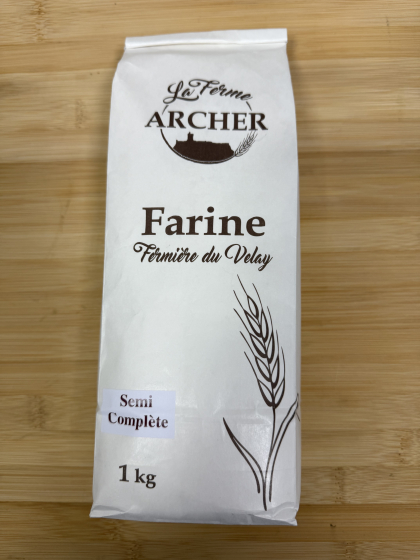 La Ferme
ARCHER
Farine
Fermière du Velay
Semi
Complète
1 kg